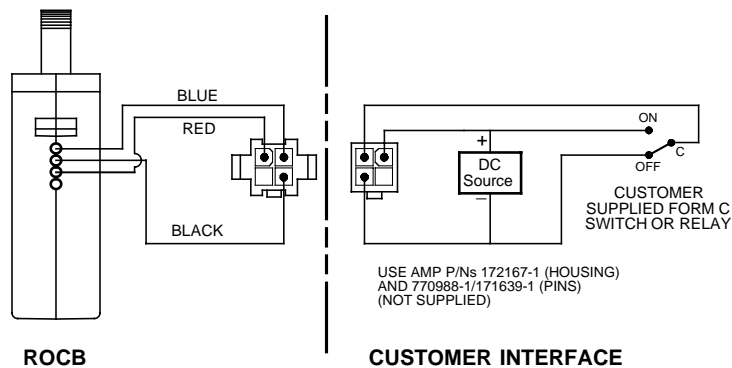 BLUE
RED
BLACK
ROCB
ON
C
OFF
+
DC
Source
–
CUSTOMER
SUPPLIED FORM C
SWITCH OR RELAY
USE AMP P/Ns 172167-1 (HOUSING)
AND 770988-1/171639-1 (PINS)
(NOT SUPPLIED)
CUSTOMER INTERFACE